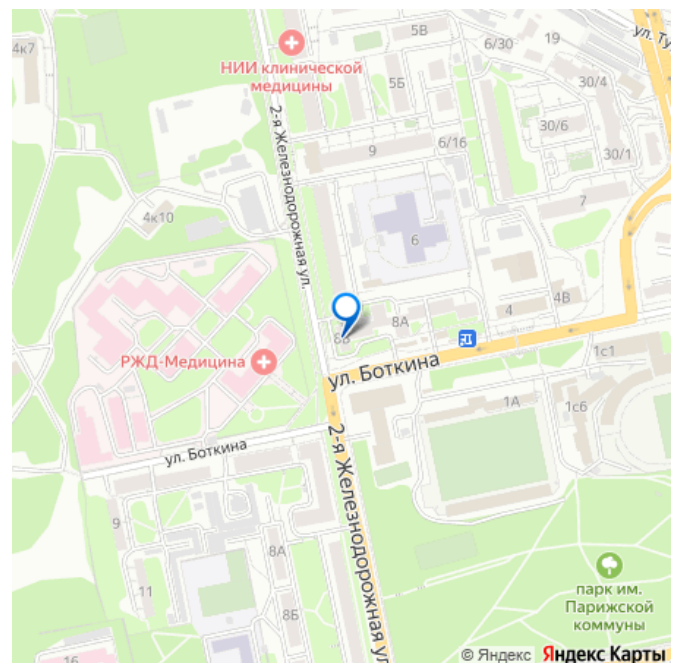 4к7
5В
6/30
19
ул. Ту
НИИ клинической
медицины
5Б
30/4
2-я Железнодорожная ул.
30/6
9
6/16
30/1
7
4к10
6
4
4В
8А
РЖД-Медицина
ул. Боткина
1с1
1А
1с6
ул. Боткина
2-я Железнодорожная ул
9
8А
11
8Б
парк им.
Парижской
коммуны
16
© Яндекс Яндекс Карты